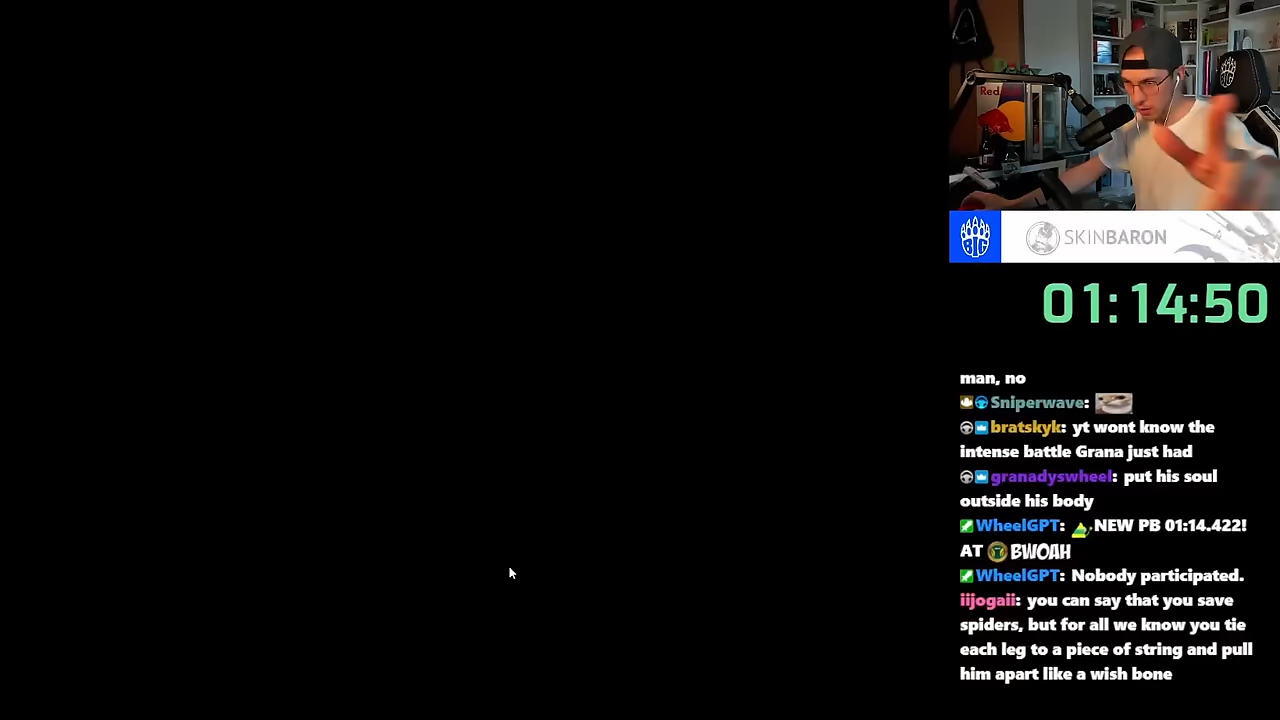 Red
BIG
BIG
SKINBARON
01:14:50
man, no
Sniperwave:
bratskyk: yt wont know the
intense battle Grana just had
granadyswheel: put his soul
outside his body
WheelGPT: NEW PB 01:14.422!
AT BWOAH
WheelGPT: Nobody participated.
iijogaii: you can say that you save
spiders, but for all we know you tie
each leg to a piece of string and pull
him apart like a wish bone